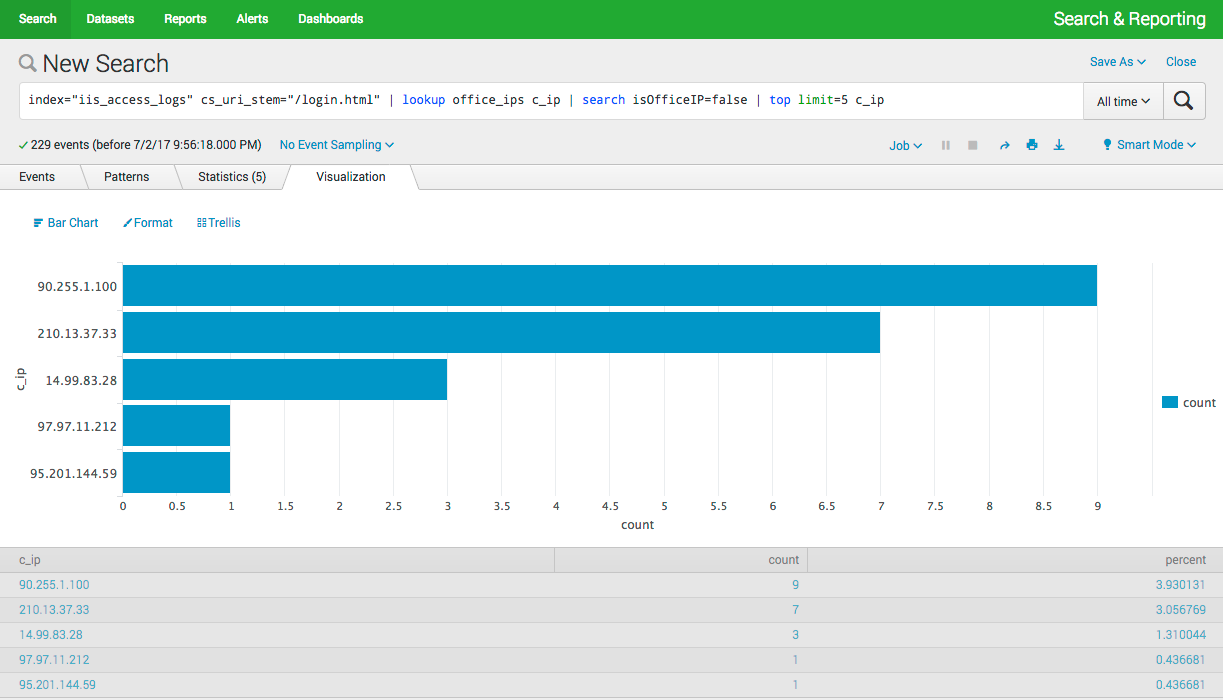 Search Datasets Reports Alerts Dashboards Search & Reporting
New Search Save As Close
index="iis_access_logs" cs_uri_stem="/login.html" | lookup office_ips c_ip | search isOfficeIP=false | top limit=5 c_ip All time
229 events (before 7/2/17 9:56:18.000 PM) No Event Sampling Job Smart Mode
Events Patterns Statistics (5) Visualization
Bar Chart Format Trellis
90.255.1.100
210.13.37.33
14.99.83.28
97.97.11.212
95.201.144.59
c_ip
count
0 0.5 1 1.5 2 2.5 3 3.5 4 4.5 5 5.5 6 6.5 7 7.5 8 8.5 9
count
c_ip count percent
90.255.1.100 9 3.930131
210.13.37.33 7 3.056769
14.99.83.28 3 1.310044
97.97.11.212 1 0.436681
95.201.144.59 1 0.436681